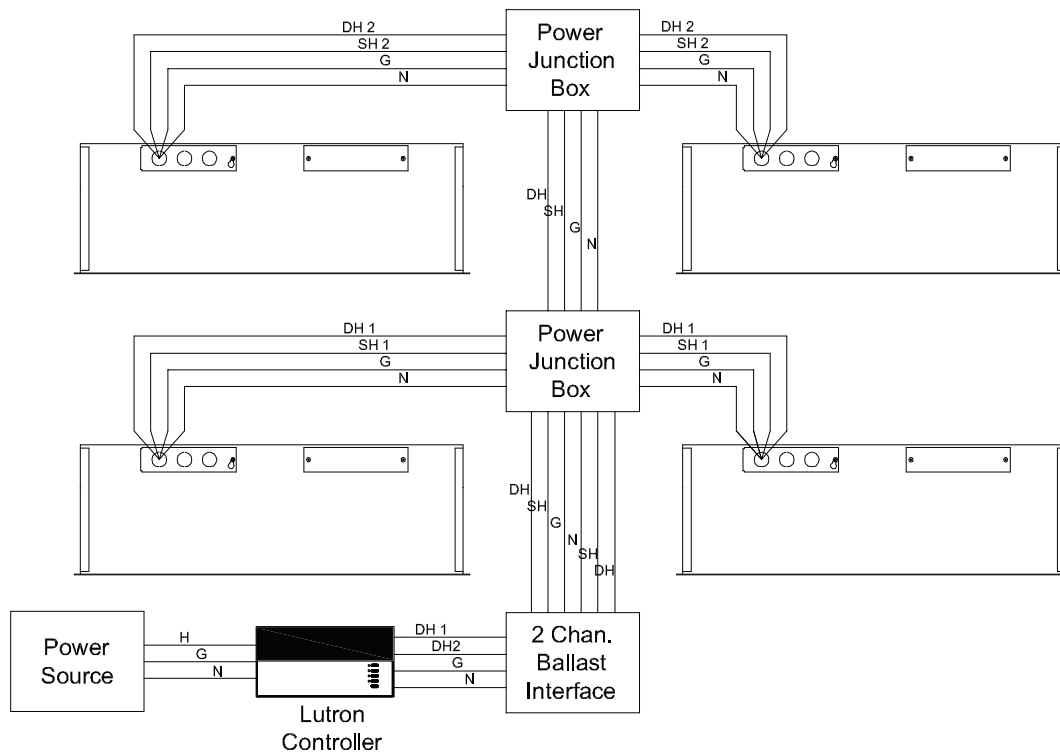 DH 2
SH 2
G
N
Power
Junction
Box
DH 2
SH 2
G
N
DH
SH
G
N
DH 1
SH 1
G
N
Power
Junction
Box
DH 1
SH 1
G
N
DH
SH
G
N
SH
DH
Power
Source
H
G
N
Lutron
Controller
DH 1
DH2
G
N
2 Chan.
Ballast
Interface